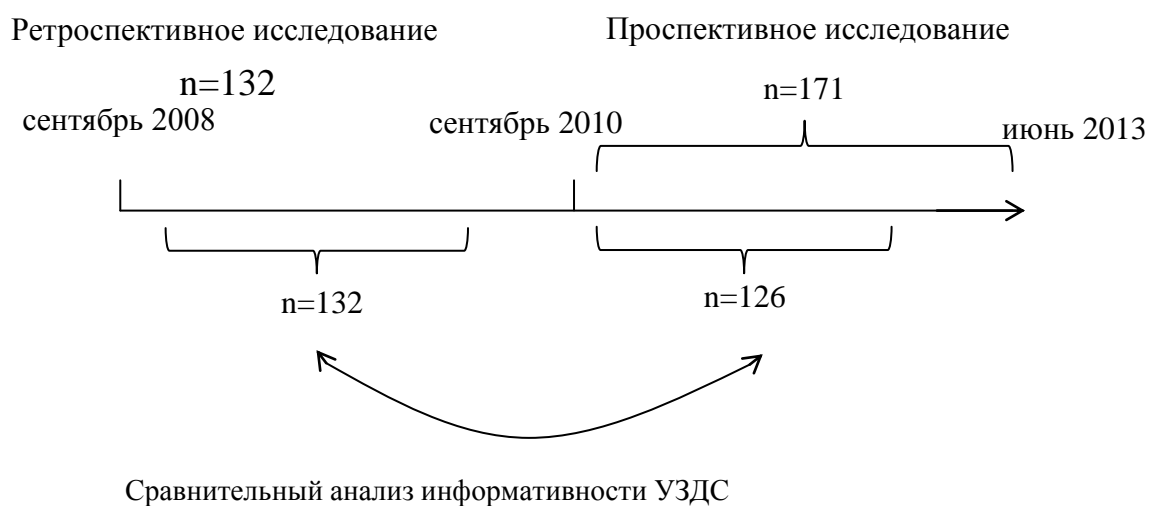 Ретроспективное исследование
Проспективное исследование
n=132
n=171
сентябрь 2008
сентябрь 2010
июнь 2013
n=132
n=126
Сравнительный анализ информативности УЗДС